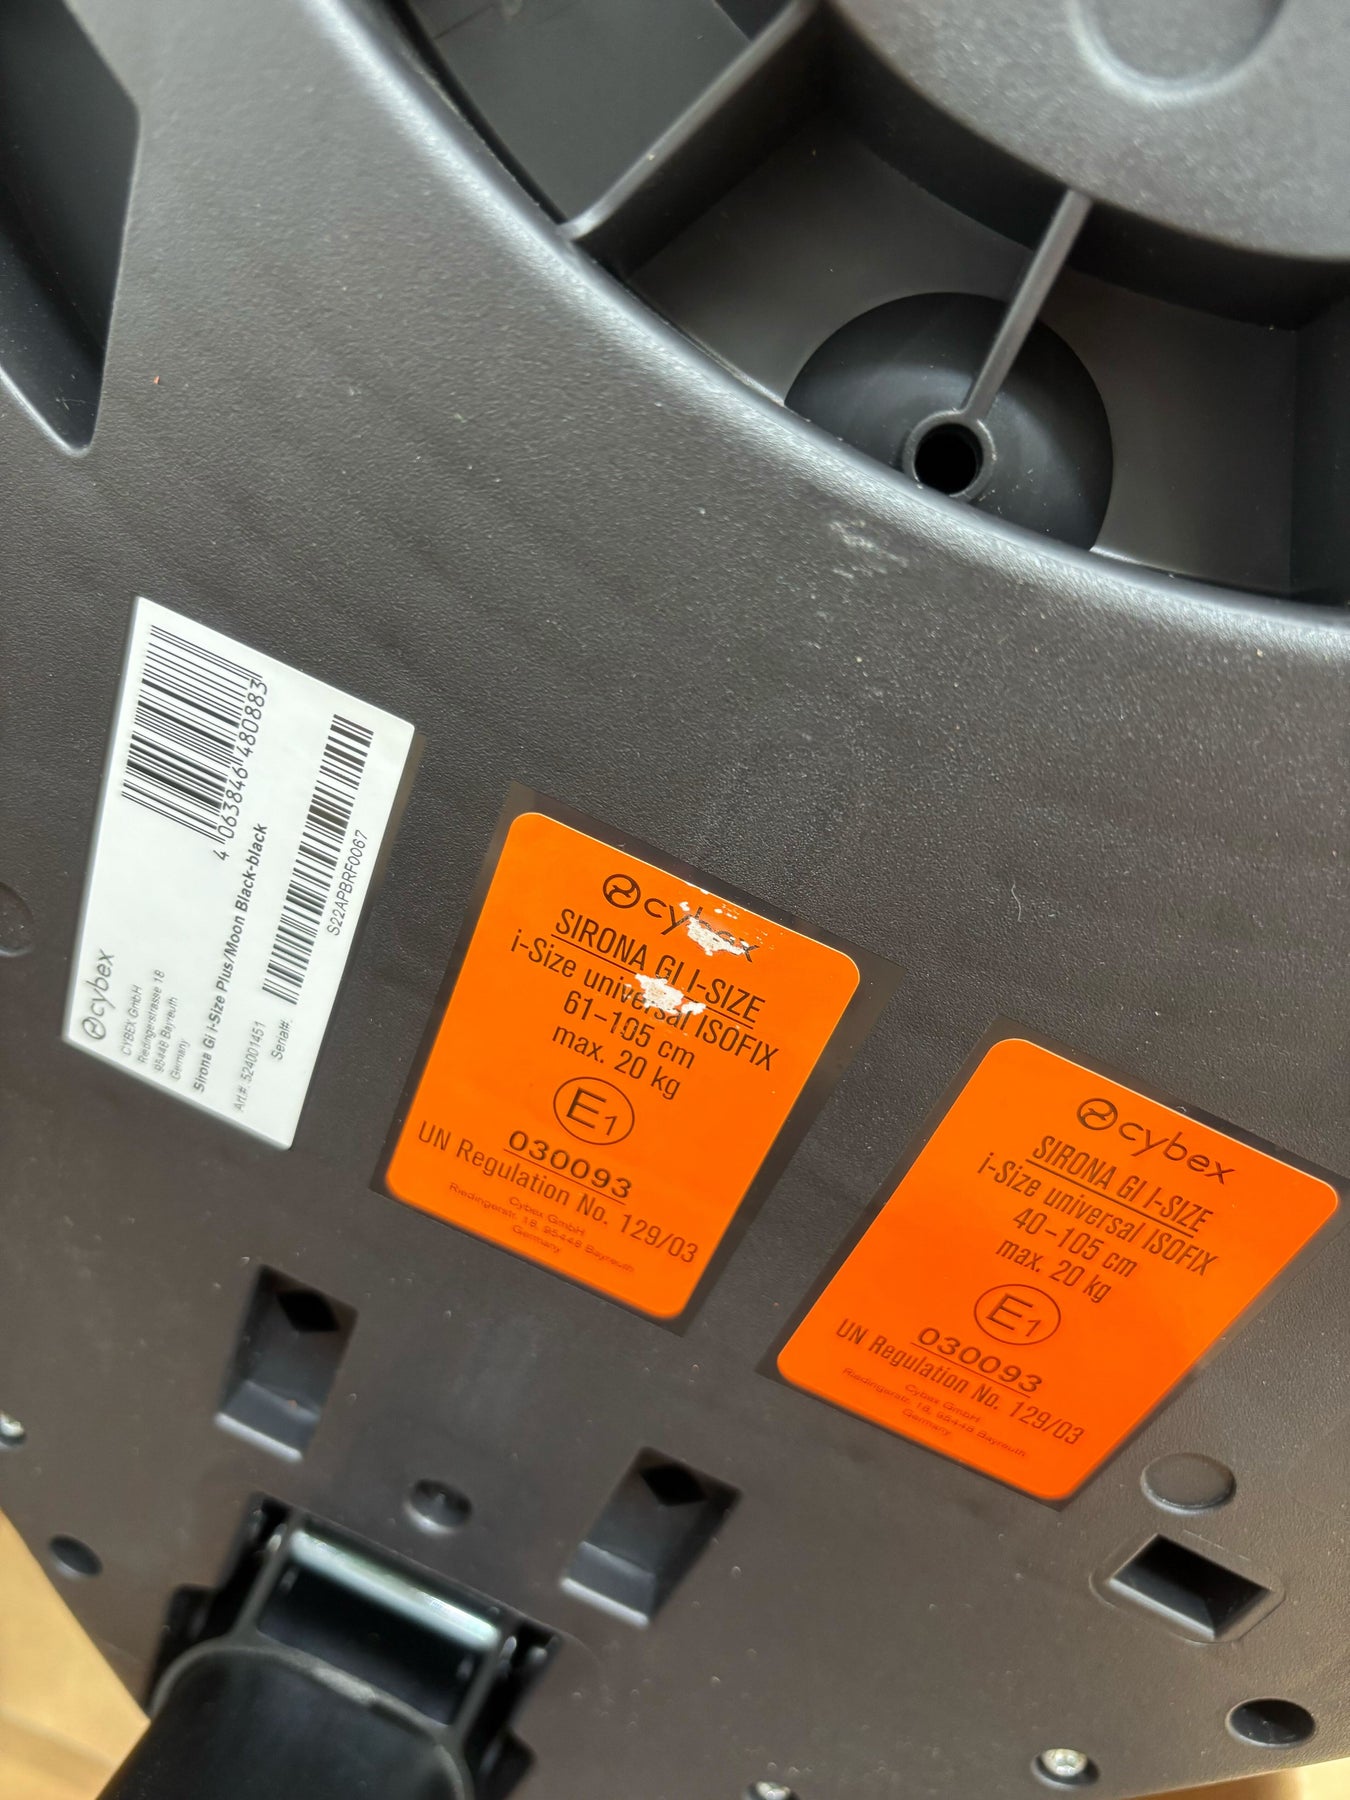 4 063846 480883
cybex
CYBEX GmbH
Riedingerstrasse 18
95448 Bayreuth
Germany
Sirona Gi i-Size Plus/Moon Black-black
Art.#: 524001451
Serial#:
S22APBRF0067
cybex
SIRONA GI I-SIZE
i-Size universal ISOFIX
61-105 cm
max. 20 kg
E1
030093
UN Regulation No. 129/03
Cybex GmbH
Riedingerstr. 18, 95448 Bayreuth
Germany
cybex
SIRONA GI I-SIZE
i-Size universal ISOFIX
40-105 cm
max. 20 kg
E1
030093
UN Regulation No. 129/03
Cybex GmbH
Riedingerstr. 18, 95448 Bayreuth
Germany